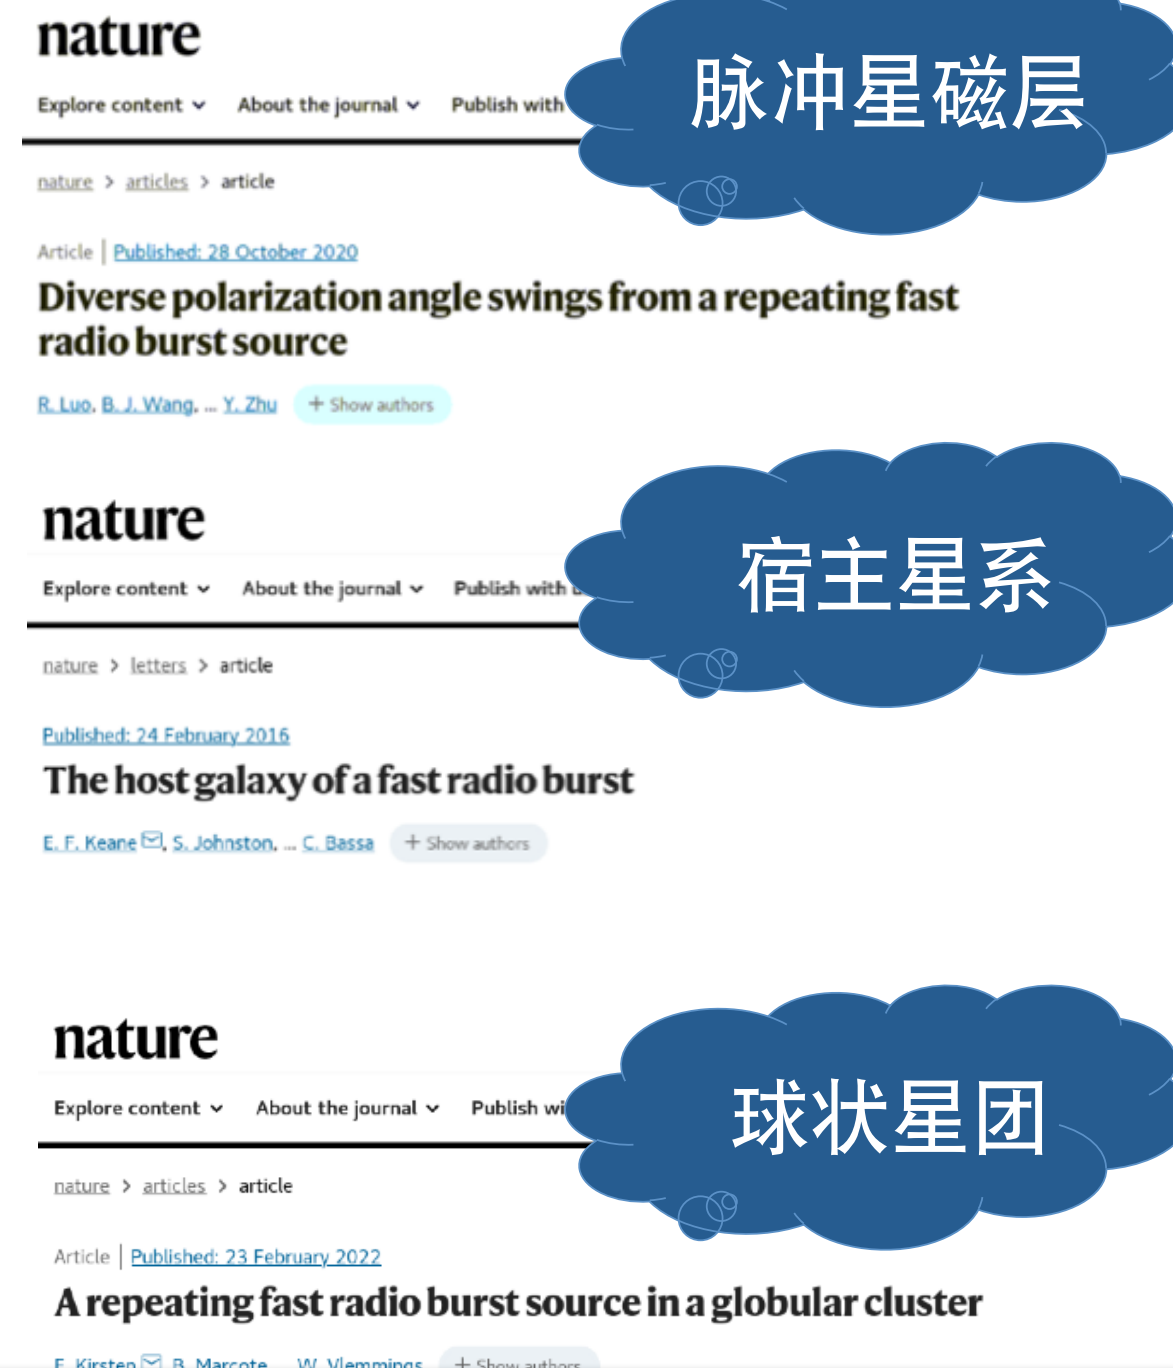 nature
脉冲星磁层
Explore content About the journal Publish with
nature > articles > article
Article | Published: 28 October 2020
Diverse polarization angle swings from a repeating fast
radio burst source
R. Luo, B. J. Wang, ... Y. Zhu + Show authors
nature
宿主星系
Explore content About the journal Publish with
nature > letters > article
Published: 24 February 2016
The host galaxy of a fast radio burst
E. F. Keane, S. Johnston, ... C. Bassa + Show authors
nature
球状星团
Explore content About the journal Publish wi
nature > articles > article
Article | Published: 23 February 2022
A repeating fast radio burst source in a globular cluster
F. Kirsten, B. Marcote, ... W. Vlemmings + Show authors